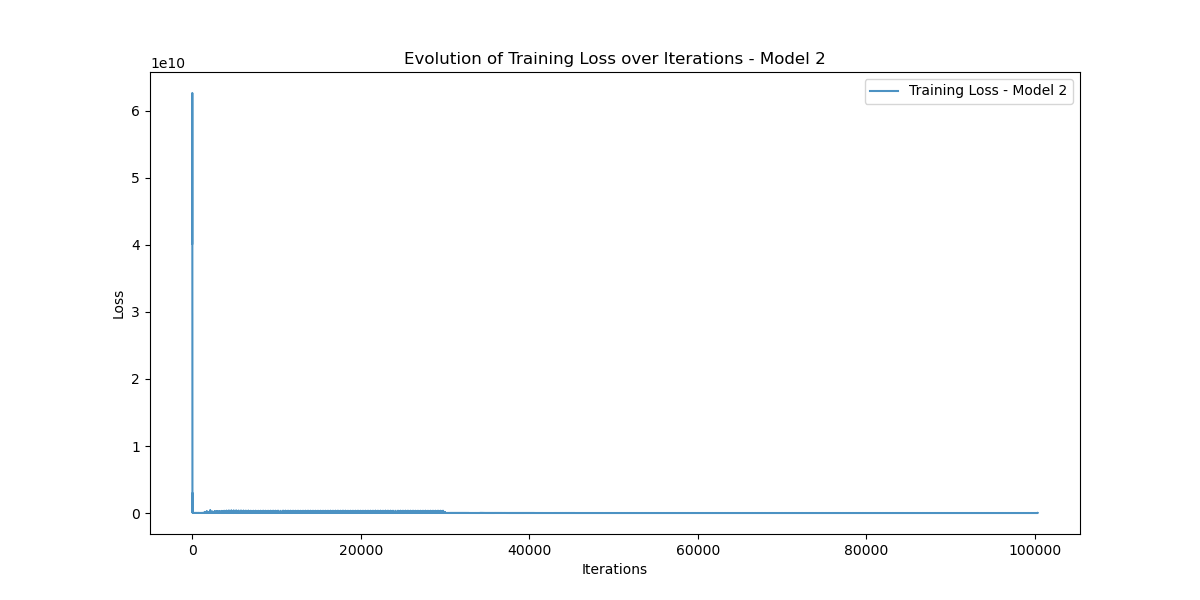 Evolution of Training Loss over Iterations - Model 2
1e10
Training Loss - Model 2
6
5
4
3
2
1
0
Loss
0 20000 40000 60000 80000 100000
Iterations